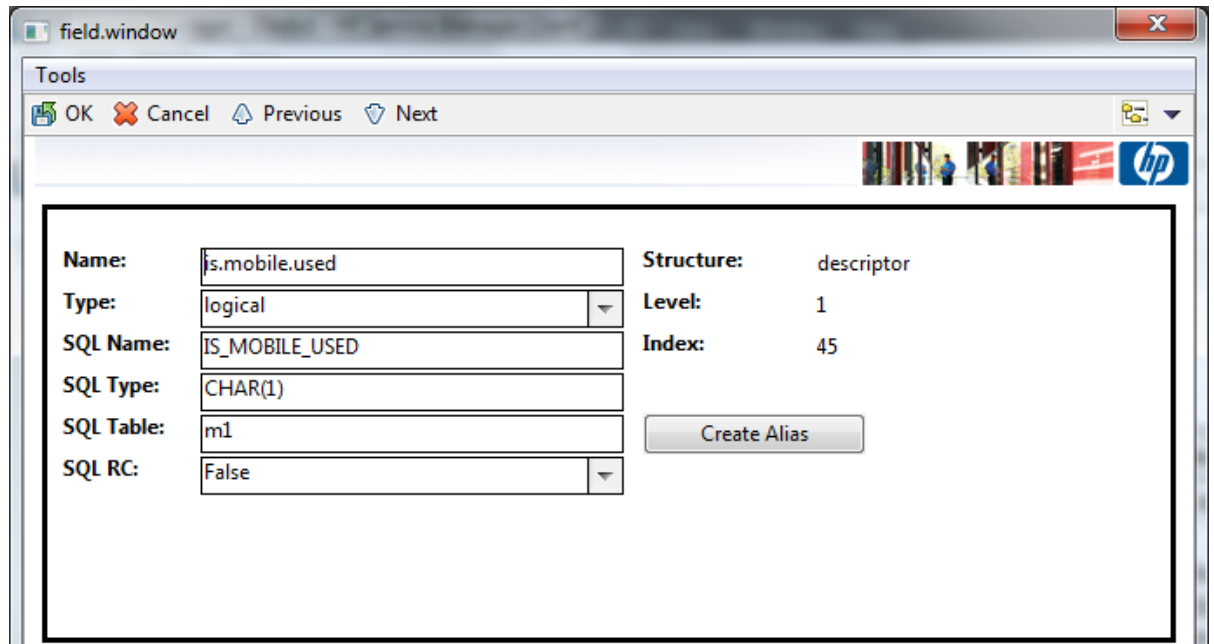 field.window
Tools
OK Cancel Previous Next
hp
Name: is.mobile.used Structure: descriptor
Type: logical Level: 1
SQL Name: IS_MOBILE_USED Index: 45
SQL Type: CHAR(1)
SQL Table: m1 Create Alias
SQL RC: False